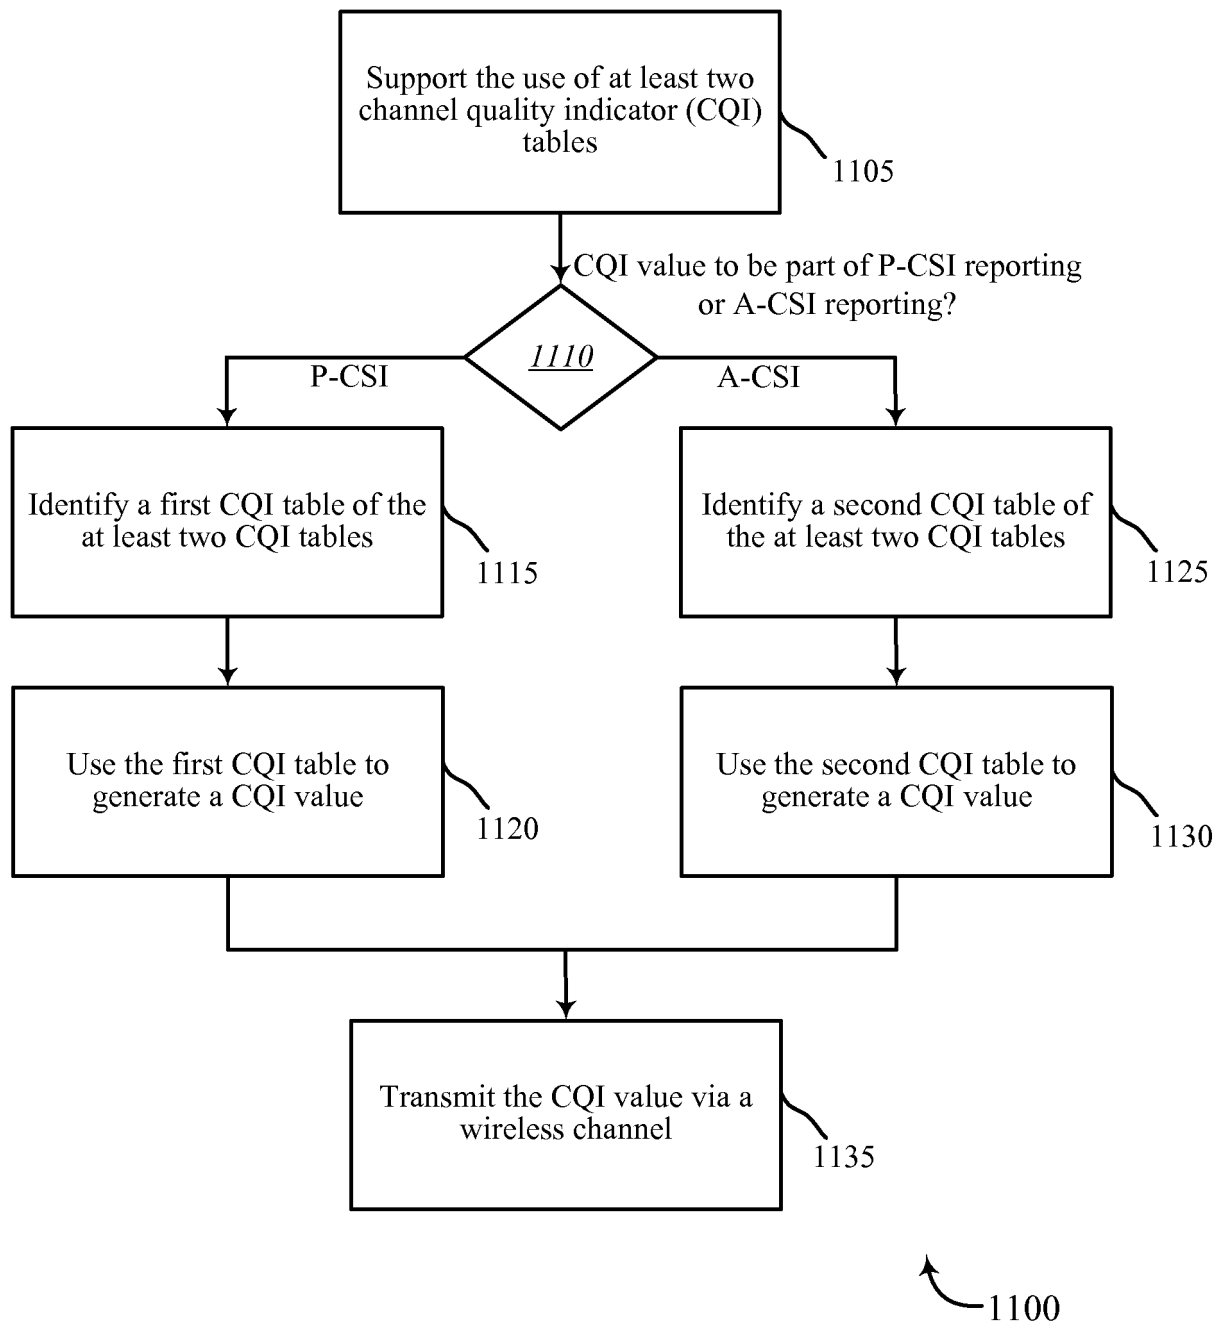 Support the use of at least two
channel quality indicator (CQI)
tables
1105
CQI value to be part of P-CSI reporting
or A-CSI reporting?
1110
P-CSI
A-CSI
Identify a first CQI table of the
at least two CQI tables
1115
Identify a second CQI table of
the at least two CQI tables
1125
Use the first CQI table to
generate a CQI value
1120
Use the second CQI table to
generate a CQI value
1130
Transmit the CQI value via a
wireless channel
1135
1100